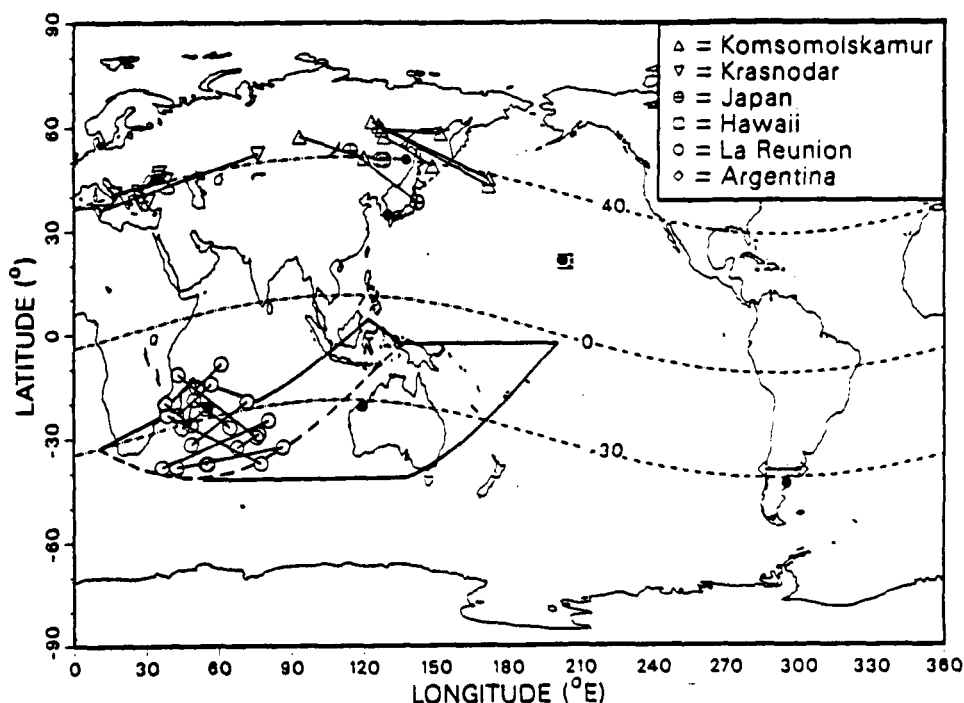 90
60
30
0
-30
-60
-90
LATITUDE (°)
△ = Komsomolskamur
▽ = Krasnodar
⊕ = Japan
□ = Hawaii
○ = La Reunion
◇ = Argentina
40
0
-30
0 30 60 90 120 150 180 210 240 270 300 330 360
LONGITUDE (°E)